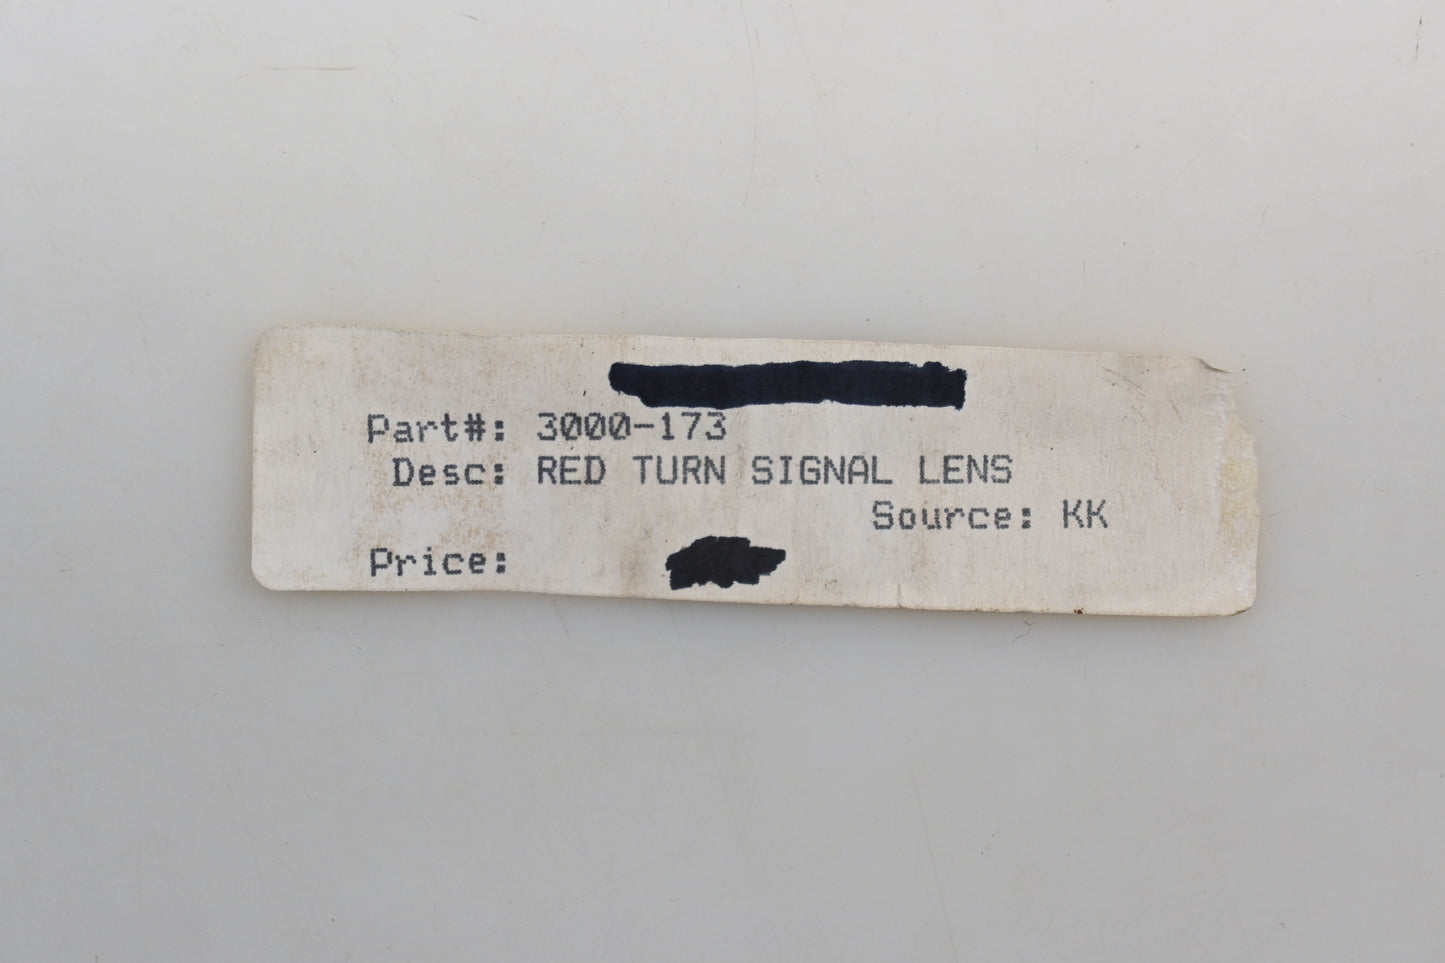 Part#: 3000-173
Desc: RED TURN SIGNAL LENS
Source: KK
Price: